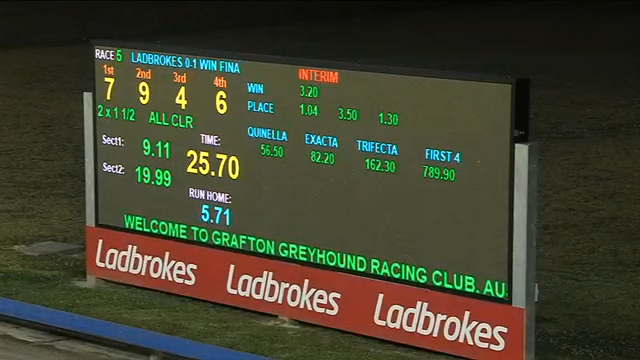 RACE 5 LADBROKES 0-1 WIN FINA
1st 2nd 3rd 4th INTERIM
7 9 4 6
WIN 3.20
PLACE 1.04 3.50 1.30
2 x 1 1/2 ALL CLR
QUINELLA EXACTA TRIFECTA FIRST 4
56.50 82.20 162.30 789.90
Sect1: 9.11 TIME:
25.70
Sect2: 19.99
RUN HOME:
5.71
WELCOME TO GRAFTON GREYHOUND RACING CLUB. AU
Ladbrokes Ladbrokes Ladbrokes